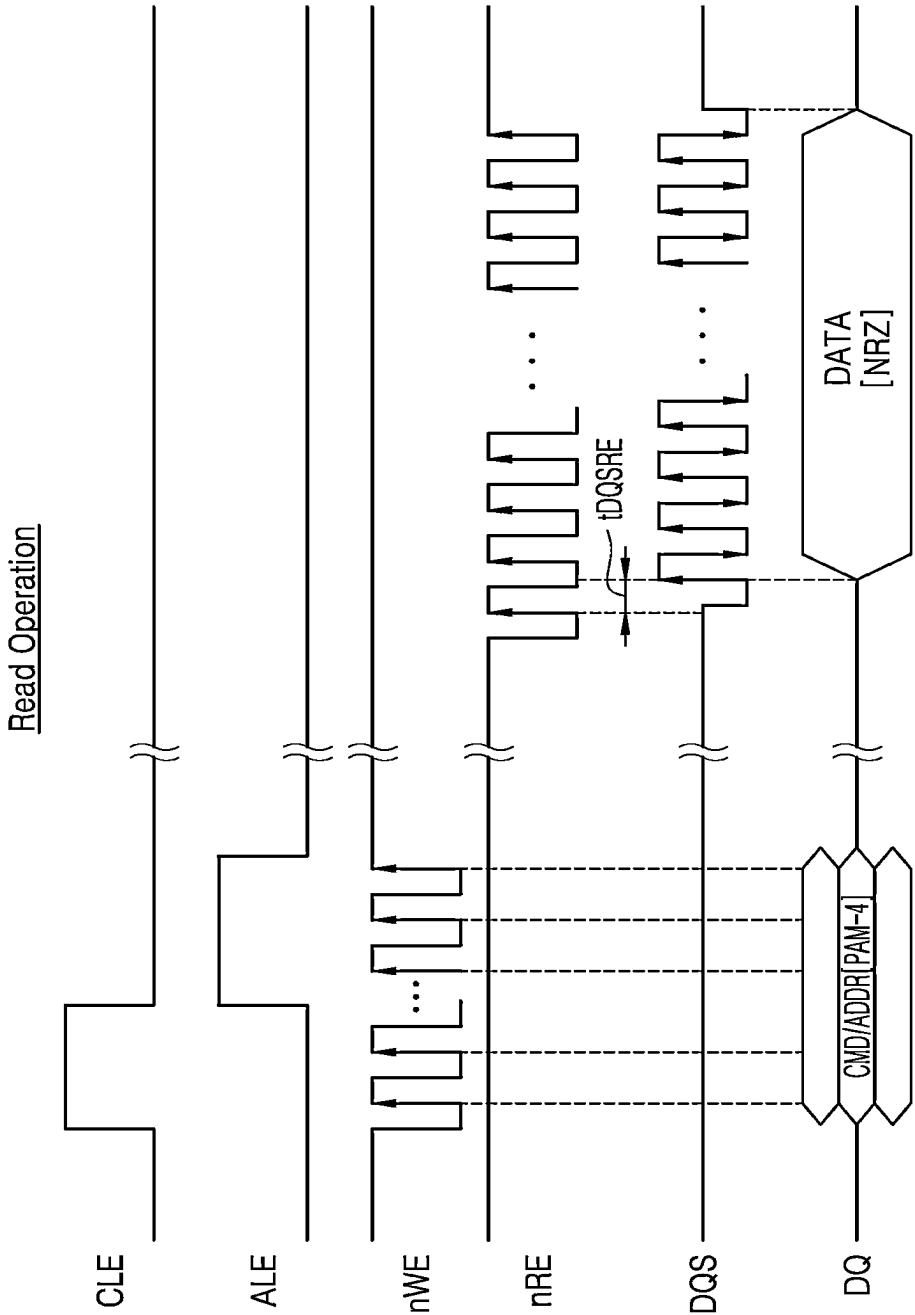 Read Operation
CLE
ALE
nWE
...
nRE
...
tDQSRE
DQS
...
DQ
CMD/ADDR[PAM-4]
DATA
[NRZ]